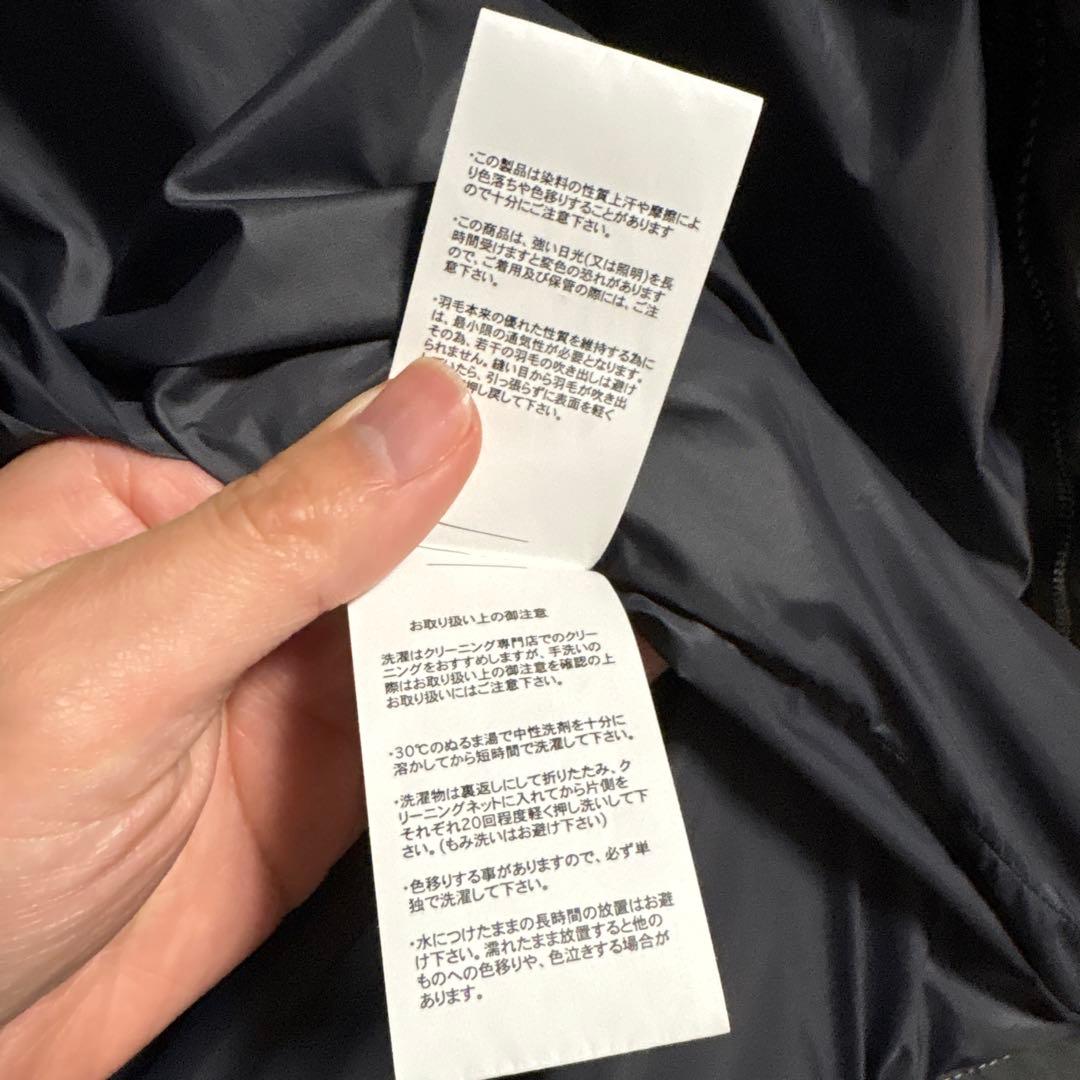 ・この製品は染料の性質上汗や摩擦によ
り色落ちや色移りすることがあります
ので十分にご注意下さい。
・この商品は、強い日光(又は照明)を長
時間受けますと変色の恐れがあります
ので、ご着用及び保管の際には、ご注
意下さい。
・羽毛本来の優れた性質を維持する為に
は、最小限の通気性が必要となります。
その為、若干の羽毛の吹き出しは避け
られません。縫い目から羽毛が吹き出
ていたら、引っ張らずに表面を軽く
押し戻して下さい。
お取り扱い上の御注意
洗濯はクリーニング専門店でのクリー
ニングをおすすめしますが、手洗いの
際はお取り扱い上の御注意を確認の上
お取り扱いにはご注意下さい。
・30℃のぬるま湯で中性洗剤を十分に
溶かしてから短時間で洗濯して下さい。
・洗濯物は裏返しにして折りたたみ、ク
リーニングネットに入れてから片側を
それぞれ20回程度軽く押し洗いして下
さい。(もみ洗いはお避け下さい)
・色移りする事がありますので、必ず単
独で洗濯して下さい。
・水につけたままの長時間の放置はお避
け下さい。濡れたまま放置すると他の
ものへの色移りや、色泣きする場合が
あります。